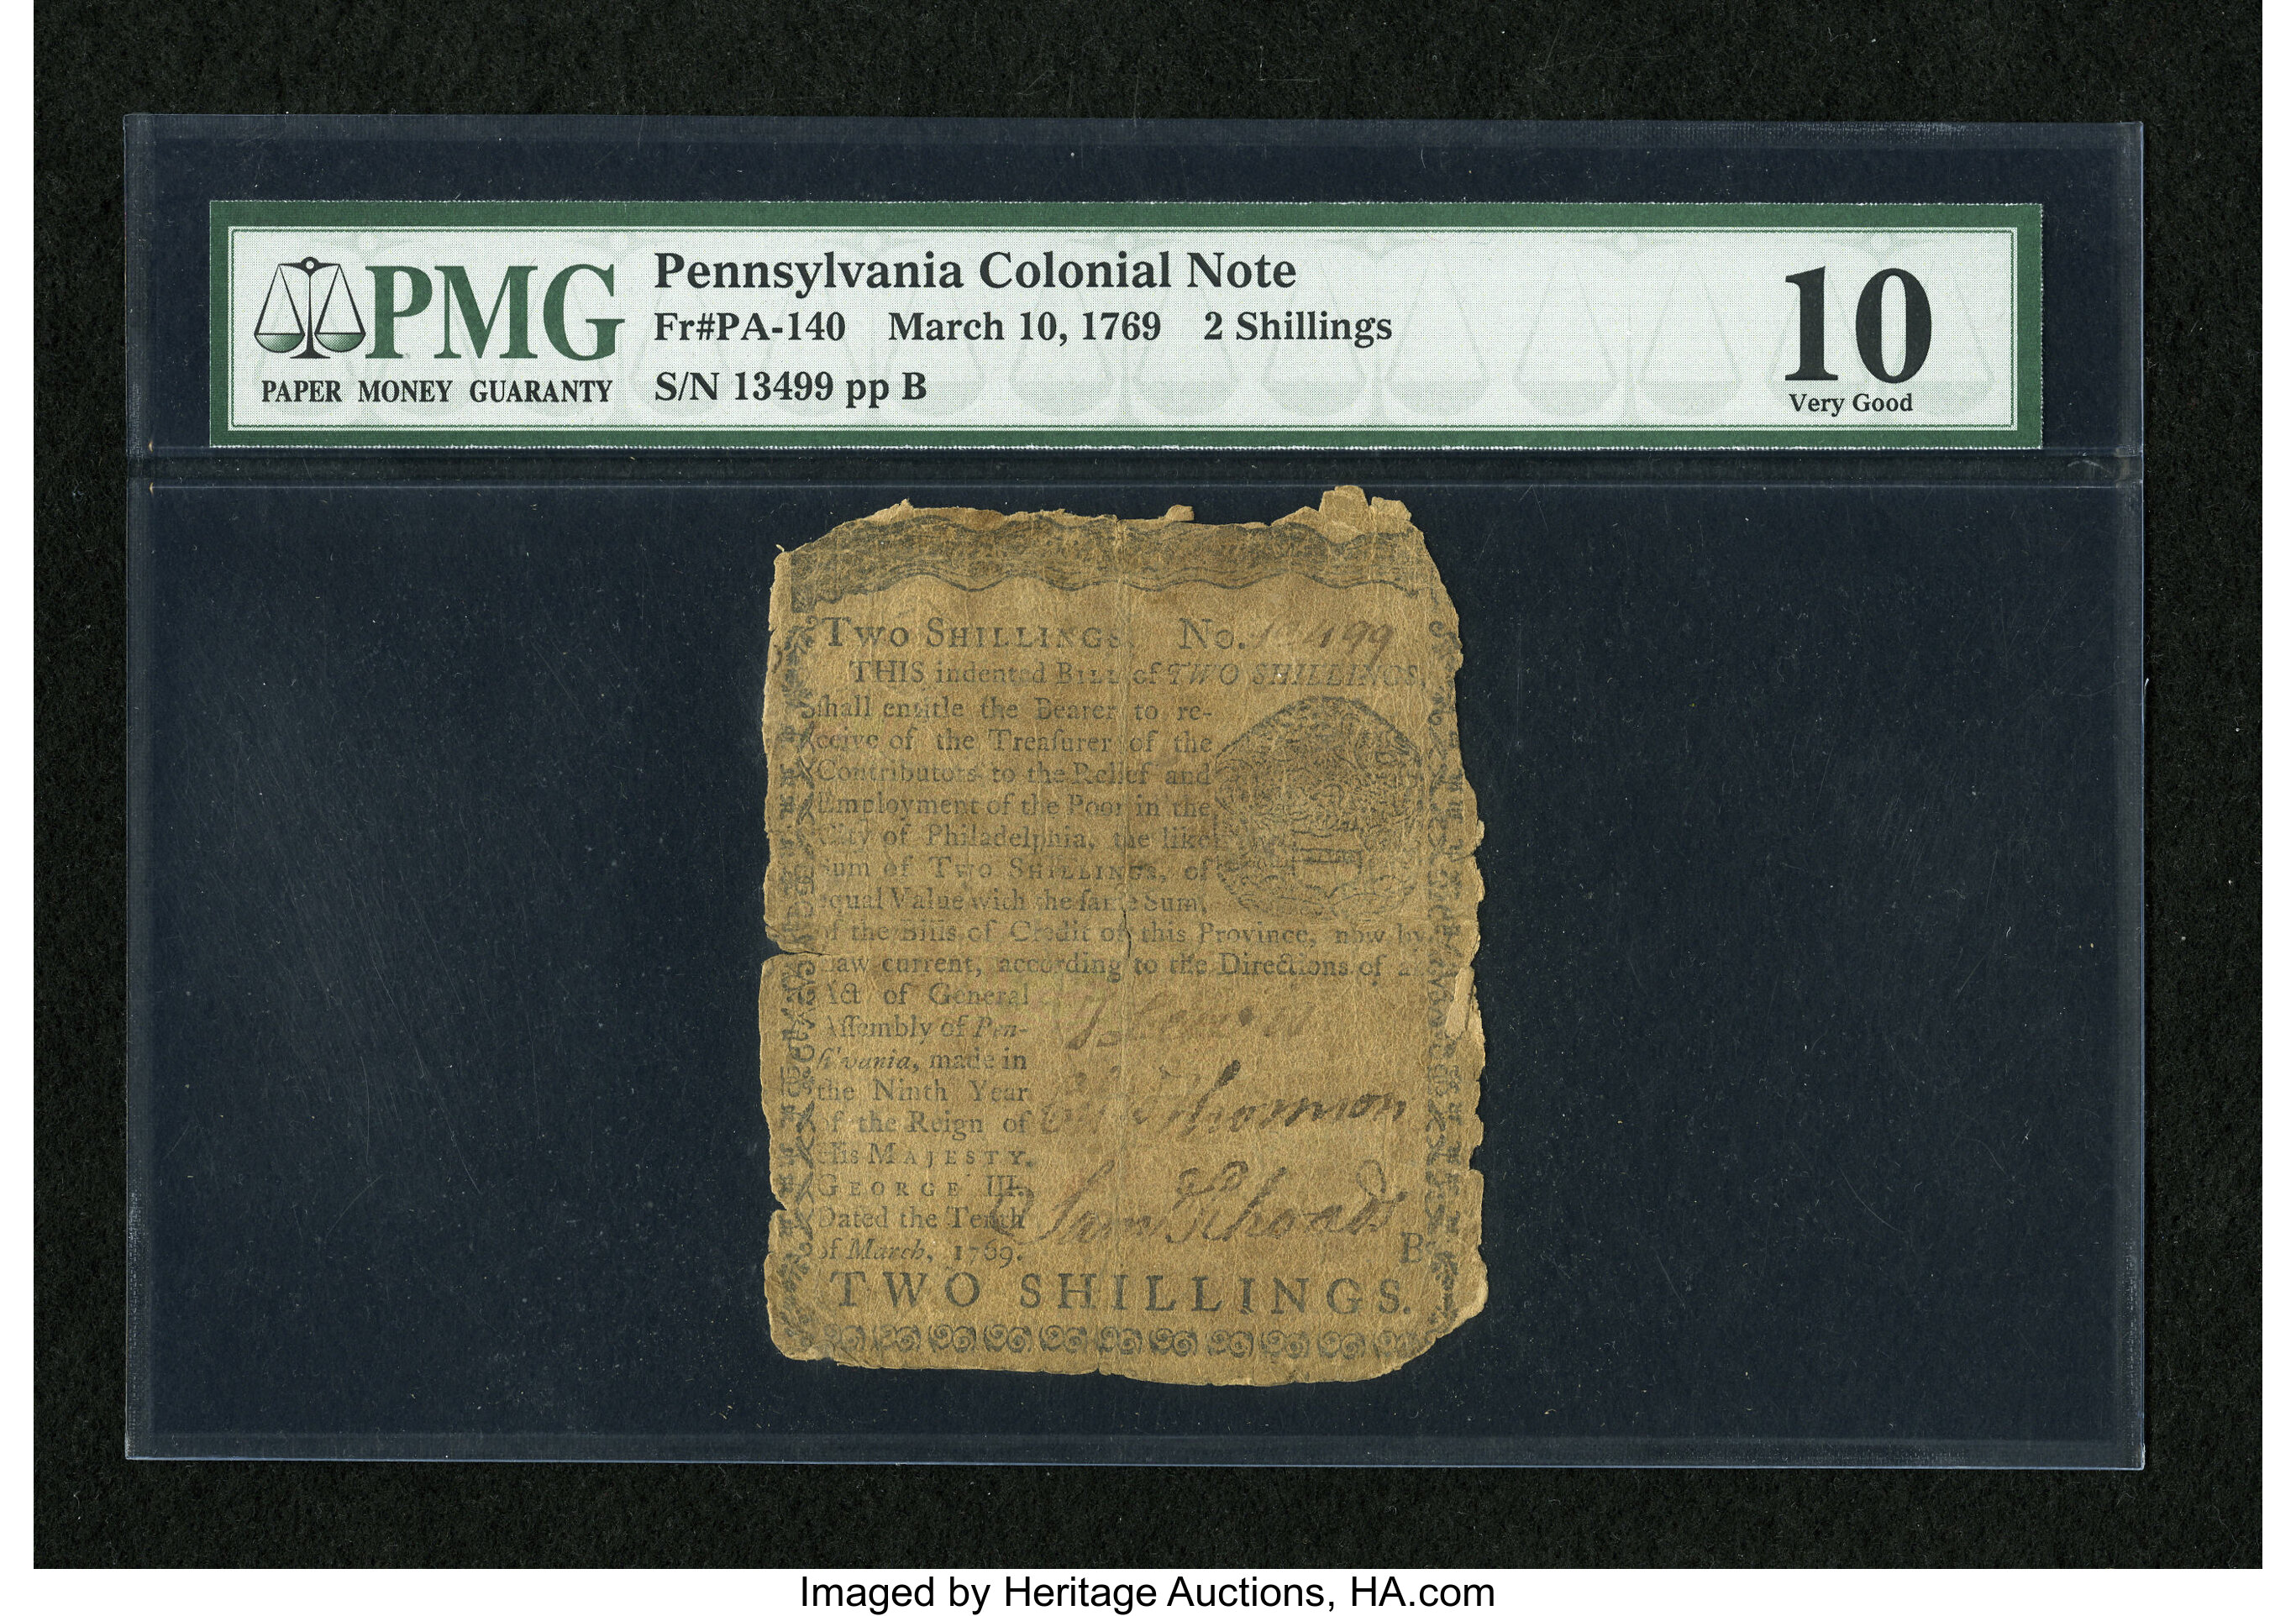 PMG
PAPER MONEY GUARANTY
Pennsylvania Colonial Note
Fr#PA-140 March 10, 1769 2 Shillings
S/N 13499 pp B
10
Very Good
TWO SHILLINGS. No. 13499
THIS indented BILL of TWO SHILLINGS,
ſhall entitle the Bearer to re-
ceive of the Treaſurer of the
Contributors to the Relief and
Employment of the Poor in the
City of Philadelphia, the like
Sum of TWO SHILLINGS, of
equal Value with the ſame Sum,
of the Bills of Credit of this Province, now by
Law current, according to the Directions of a
Act of General
Aſſembly of Pen-
ſilvania, made in
the Ninth Year
of the Reign of
His MAJESTY
GEORGE III.
Dated the Tenth
of March, 1769.
Thomson
Sam Rhoads
B
TWO SHILLINGS.
Imaged by Heritage Auctions, HA.com